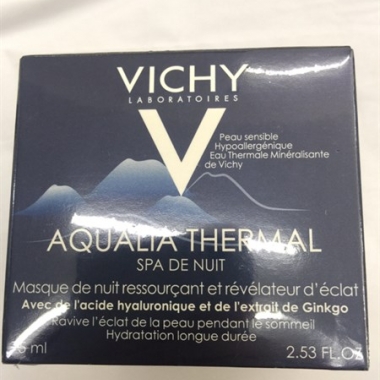 VICHY
LABORATOIRES
V
Peau sensible
Hypoallergénique
Eau Thermale Minéralisante
de Vichy
AQUALIA THERMAL
SPA DE NUIT
Masque de nuit ressourçant et révélateur d'éclat
Avec de l'acide hyaluronique et de l'extrait de Ginkgo
Ravive l'éclat de la peau pendant le sommeil
Hydratation longue durée
ml 2.53 FL.OZ